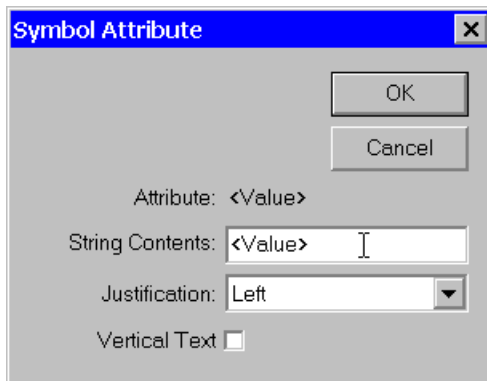 Symbol Attribute
OK
Cancel
Attribute: <Value>
String Contents: <Value>
Justification: Left
Vertical Text